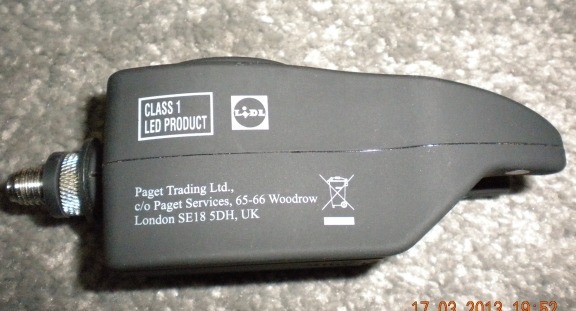 CLASS 1
LED PRODUCT
LIDL
Paget Trading Ltd.,
c/o Paget Services, 65-66 Woodrow
London SE18 5DH, UK
17.03.2013 19:52